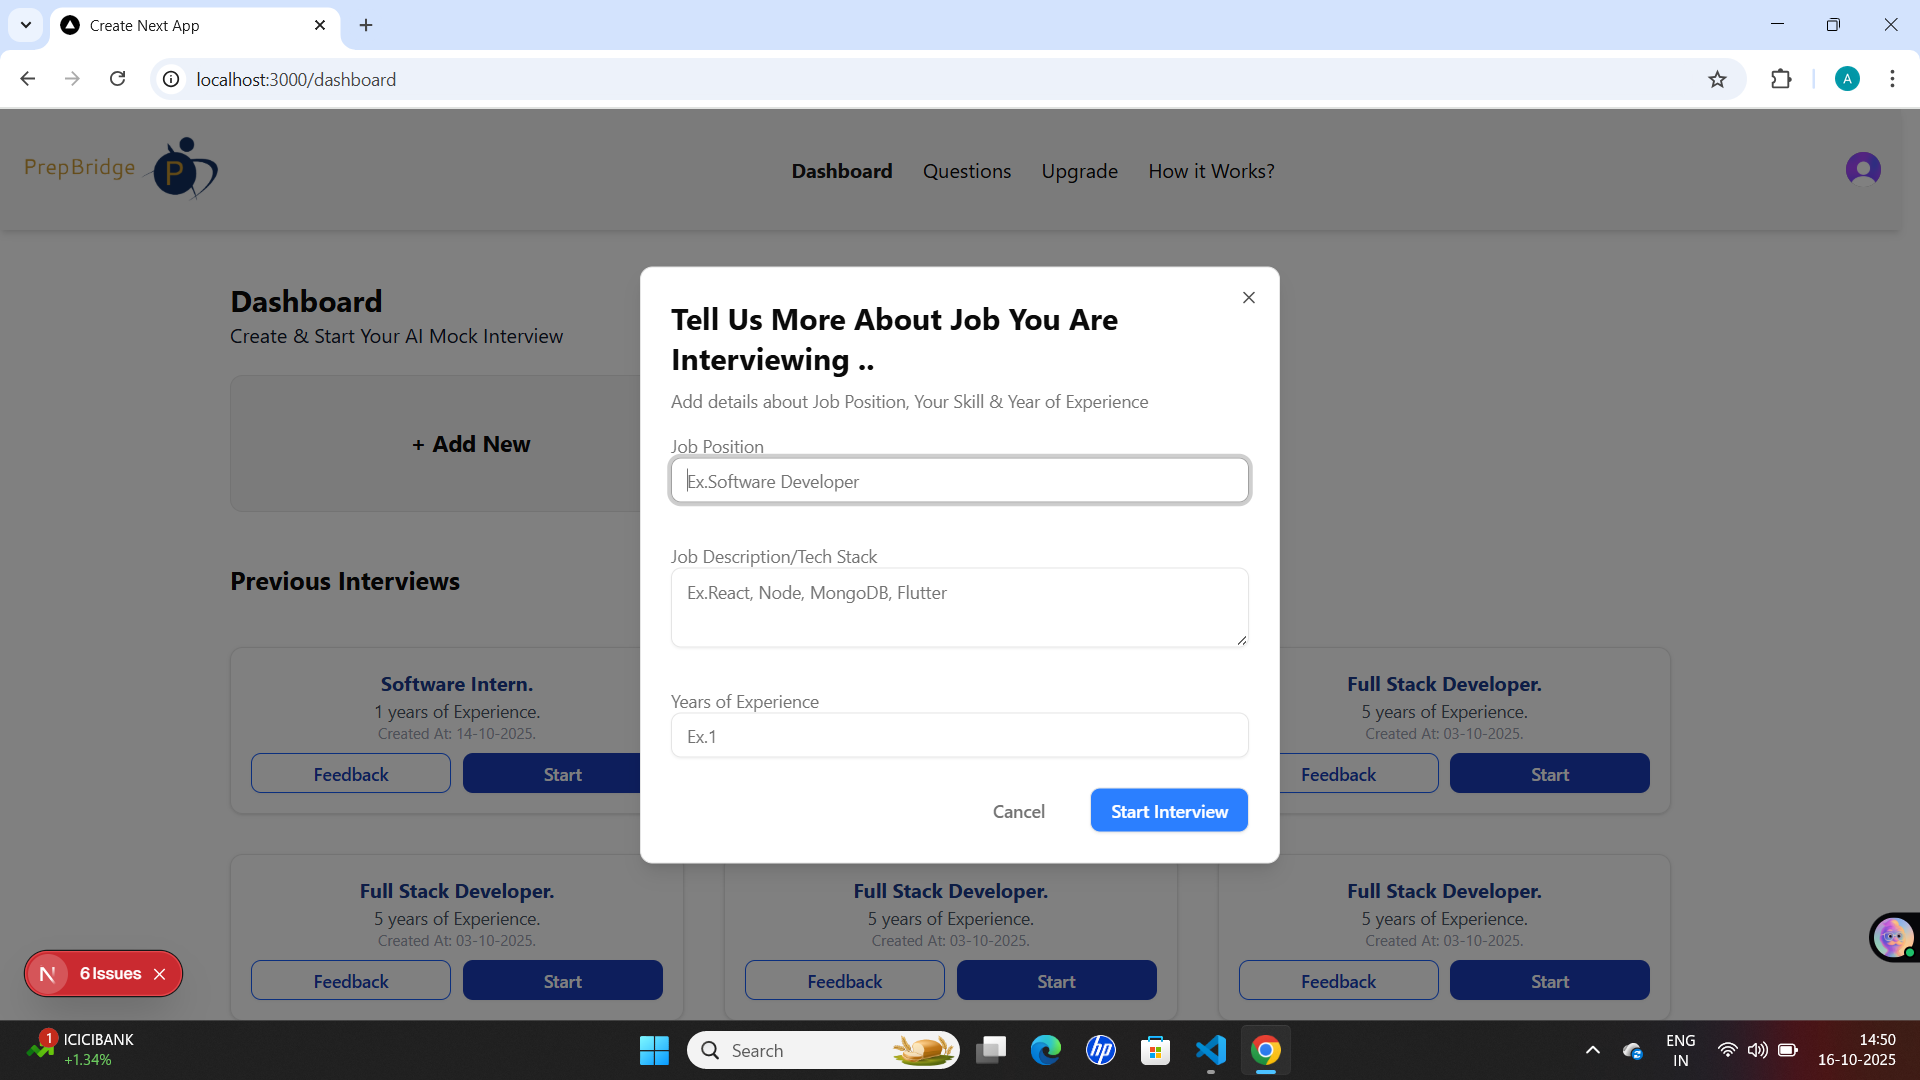 Create Next App
localhost:3000/dashboard
A
PrepBridge
P
Dashboard
Questions
Upgrade
How it Works?
Dashboard
Create & Start Your AI Mock Interview
+ Add New
Previous Interviews
Tell Us More About Job You Are
Interviewing ..
Add details about Job Position, Your Skill & Year of Experience
Job Position
Ex.Software Developer
Job Description/Tech Stack
Ex.React, Node, MongoDB, Flutter
Years of Experience
Ex.1
Cancel
Start Interview
Software Intern.
1 years of Experience.
Created At: 14-10-2025.
Feedback
Start
Full Stack Developer.
5 years of Experience.
Created At: 03-10-2025.
Feedback
Start
Full Stack Developer.
5 years of Experience.
Created At: 03-10-2025.
Feedback
Start
Full Stack Developer.
5 years of Experience.
Created At: 03-10-2025.
Feedback
Start
Full Stack Developer.
5 years of Experience.
Created At: 03-10-2025.
Feedback
Start
N
6 Issues
1
ICICIBANK
+1.34%
Search
hp
ENG
IN
14:50
16-10-2025